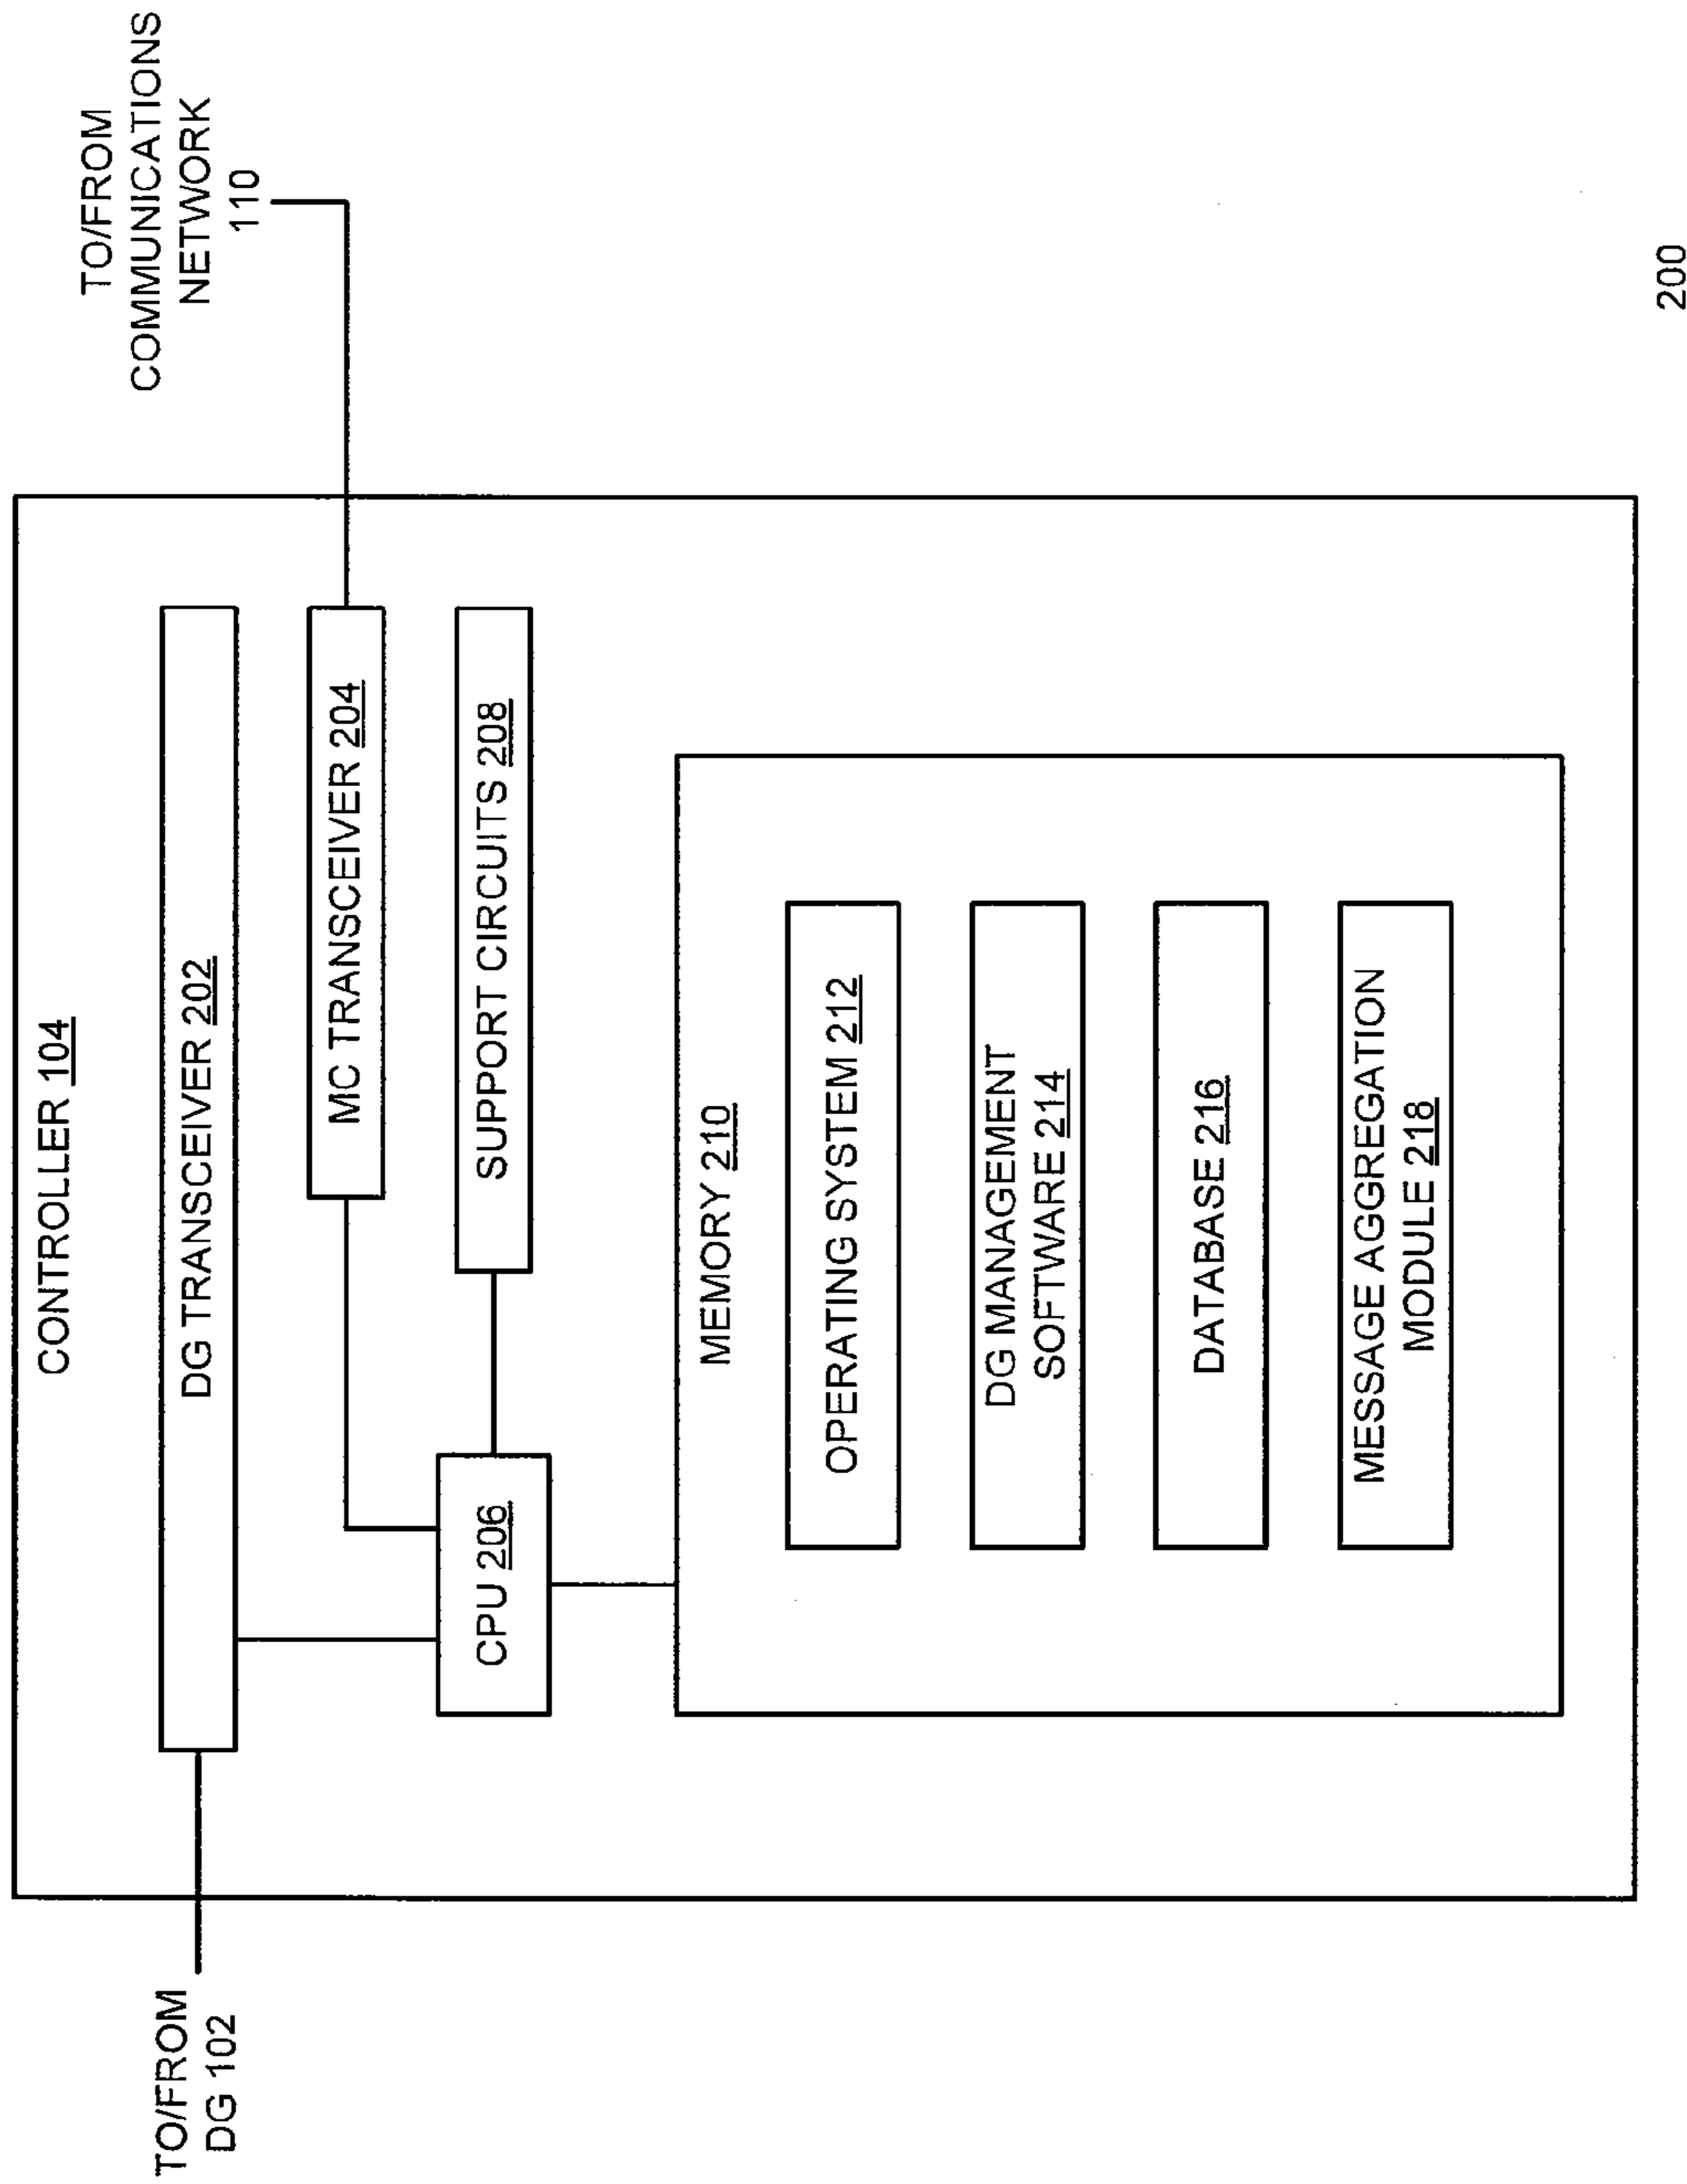 CONTROLLER 104
TO/FROM
DG 102
DG TRANSCEIVER 202
TO/FROM
COMMUNICATIONS
NETWORK
110
MC TRANSCEIVER 204
CPU 206
SUPPORT CIRCUITS 208
MEMORY 210
OPERATING SYSTEM 212
DG MANAGEMENT
SOFTWARE 214
DATABASE 216
MESSAGE AGGREGATION
MODULE 218
200